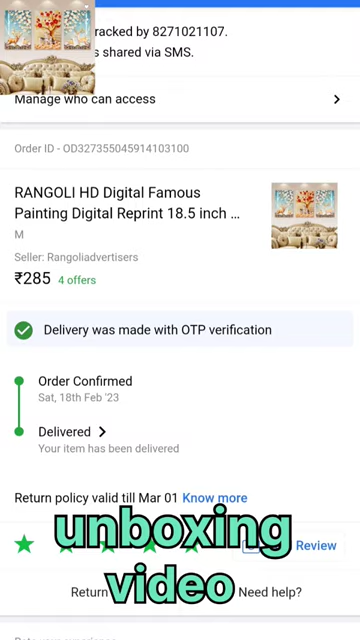 racked by 8271021107.
s shared via SMS.
Manage who can access
Order ID - OD327355045914103100
RANGOLI HD Digital Famous
Painting Digital Reprint 18.5 inch ...
M
Seller: Rangoliadvertisers
₹285 4 offers
Delivery was made with OTP verification
Order Confirmed
Sat, 18th Feb '23
Delivered
Your item has been delivered
Return policy valid till Mar 01 Know more
unboxing
Review
video
Return
Need help?